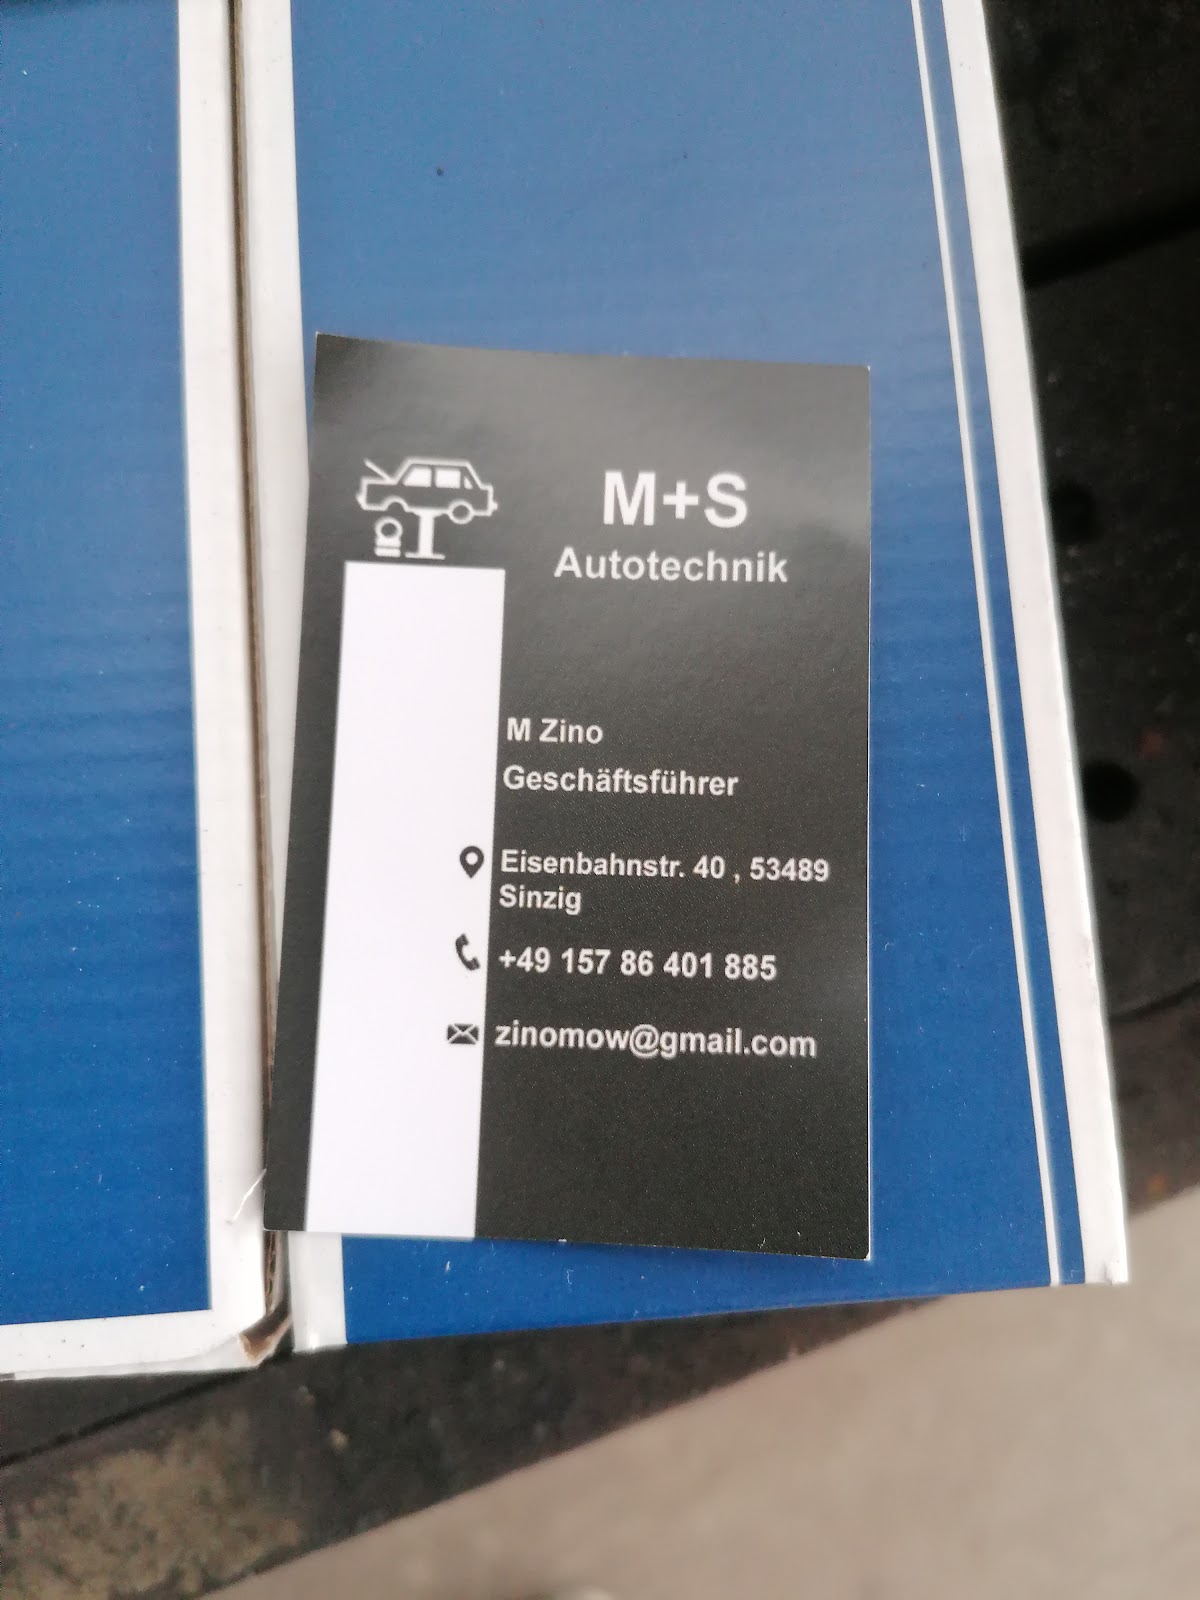 M+S
Autotechnik
M Zino
Geschäftsführer
Eisenbahnstr. 40 , 53489
Sinzig
+49 157 86 401 885
zinomow@gmail.com